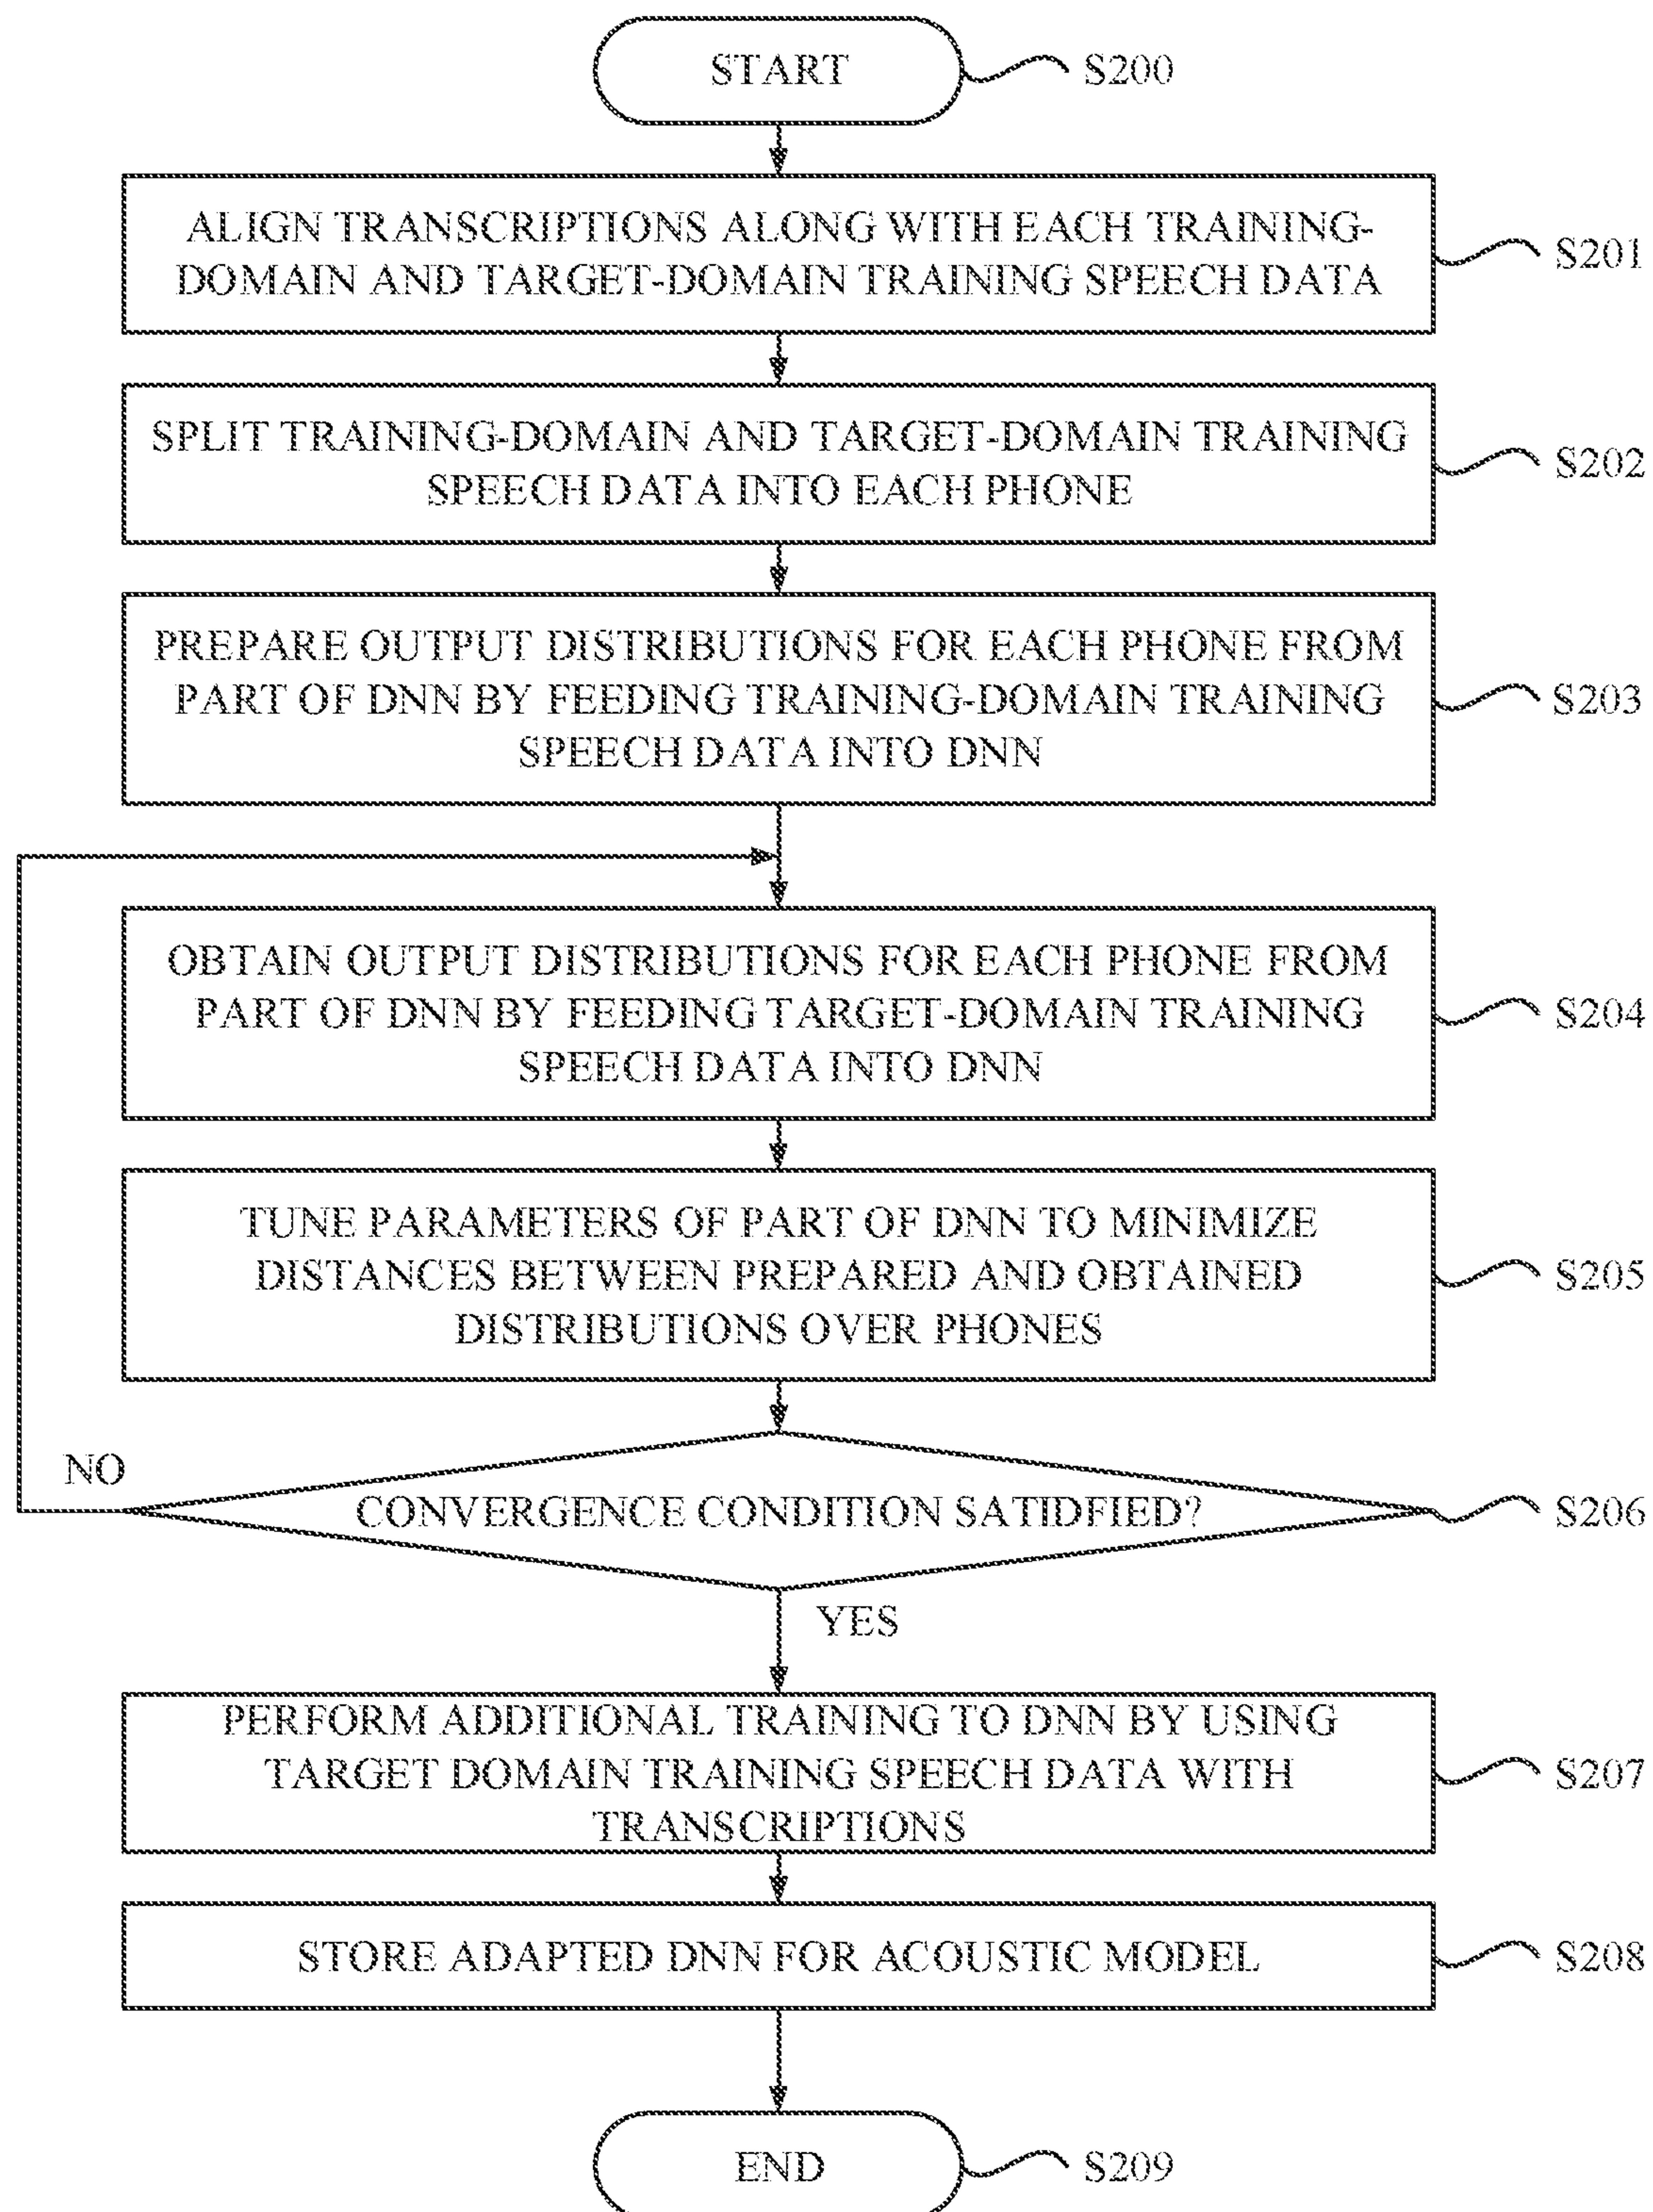 START
S200
ALIGN TRANSCRIPTIONS ALONG WITH EACH TRAINING-
DOMAIN AND TARGET-DOMAIN TRAINING SPEECH DATA
S201
SPLIT TRAINING-DOMAIN AND TARGET-DOMAIN TRAINING
SPEECH DATA INTO EACH PHONE
S202
PREPARE OUTPUT DISTRIBUTIONS FOR EACH PHONE FROM
PART OF DNN BY FEEDING TRAINING-DOMAIN TRAINING
SPEECH DATA INTO DNN
S203
OBTAIN OUTPUT DISTRIBUTIONS FOR EACH PHONE FROM
PART OF DNN BY FEEDING TARGET-DOMAIN TRAINING
SPEECH DATA INTO DNN
S204
TUNE PARAMETERS OF PART OF DNN TO MINIMIZE
DISTANCES BETWEEN PREPARED AND OBTAINED
DISTRIBUTIONS OVER PHONES
S205
NO
CONVERGENCE CONDITION SATIDFIED?
S206
YES
PERFORM ADDITIONAL TRAINING TO DNN BY USING
TARGET DOMAIN TRAINING SPEECH DATA WITH
TRANSCRIPTIONS
S207
STORE ADAPTED DNN FOR ACOUSTIC MODEL
S208
END
S209